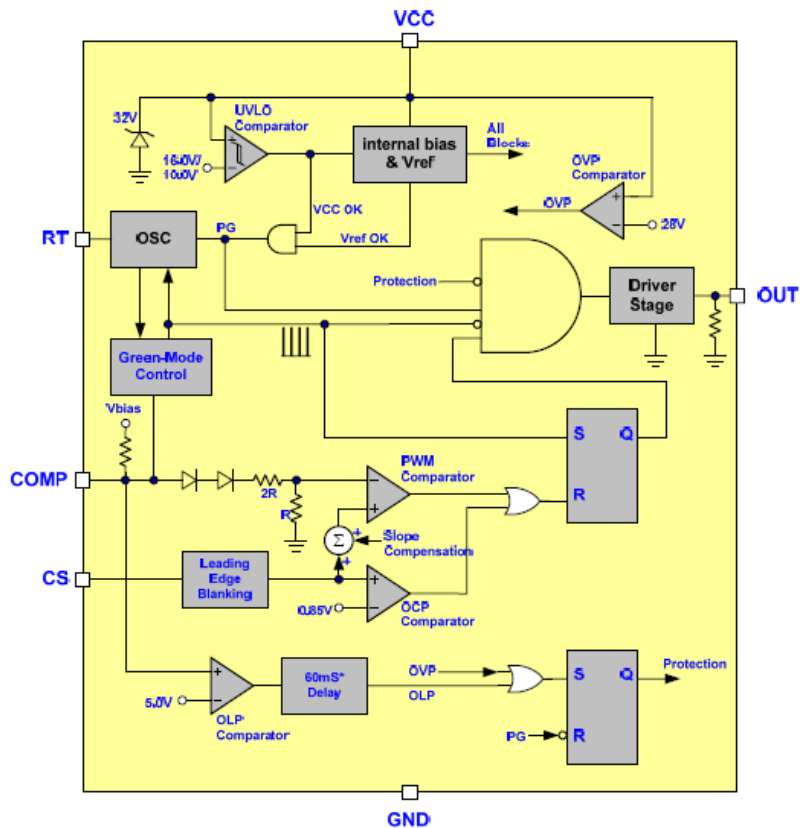 VCC
32V
UVLO
Comparator
16.0V/
10.0V
internal bias
& Vref
All
Blocks
OVP
Comparator
OVP
28V
VCC OK
PG
Vref OK
RT
OSC
Protection
Driver
Stage
OUT
Green-Mode
Control
Vbias
COMP
2R
R
PWM
Comparator
S
Q
R
Σ
+
+
Slope
Compensation
CS
Leading
Edge
Blanking
0.85V
OCP
Comparator
5.0V
OLP
Comparator
60mS*
Delay
OVP
OLP
S
Q
Protection
PG
R
GND